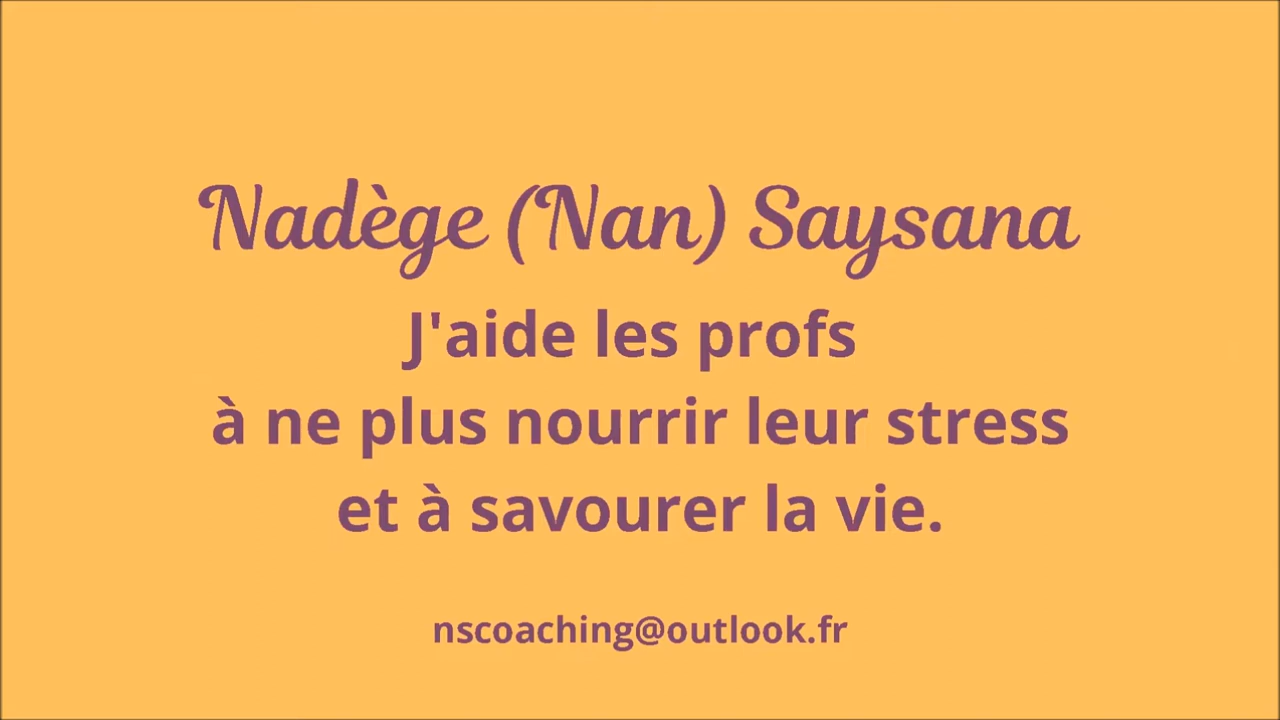 Nadège (Nan) Saysana
J'aide les profs
à ne plus nourrir leur stress
et à savourer la vie.
nscoaching@outlook.fr